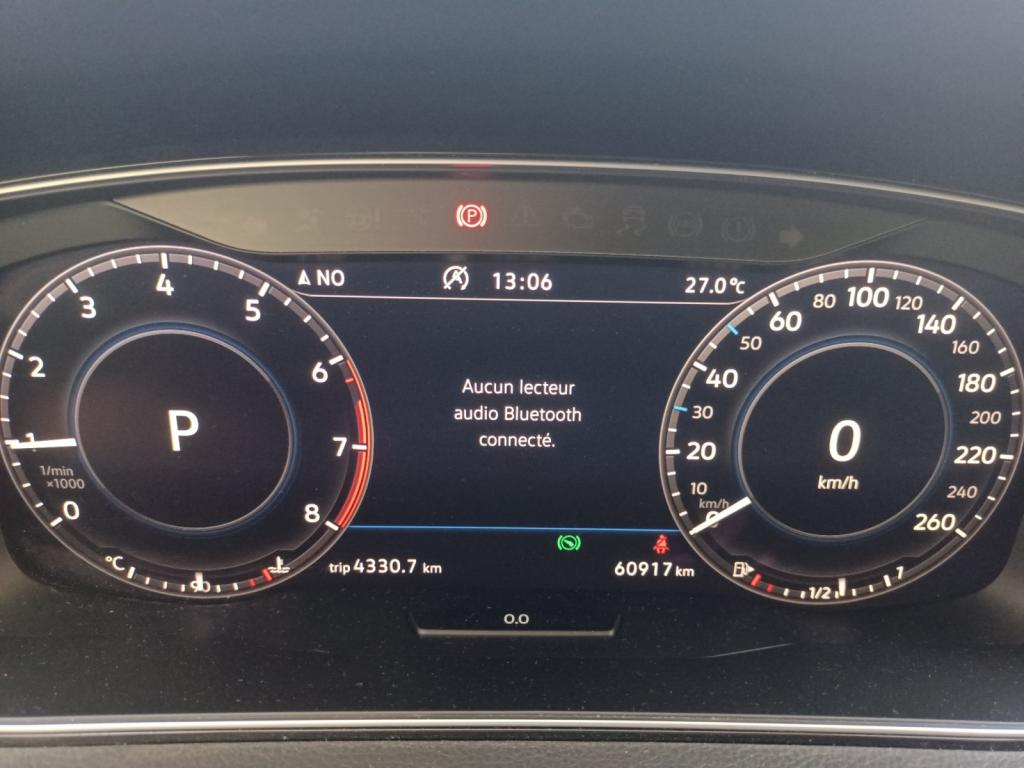 P
NO
13:06
27.0°C
0
1
2
3
4
5
6
7
8
1/min
×1000
P
°C
90
Aucun lecteur
audio Bluetooth
connecté.
trip 4330.7 km
60917 km
0
10
20
30
40
50
60
80
100
120
140
160
180
200
220
240
260
km/h
0
km/h
1/2
1
0.0